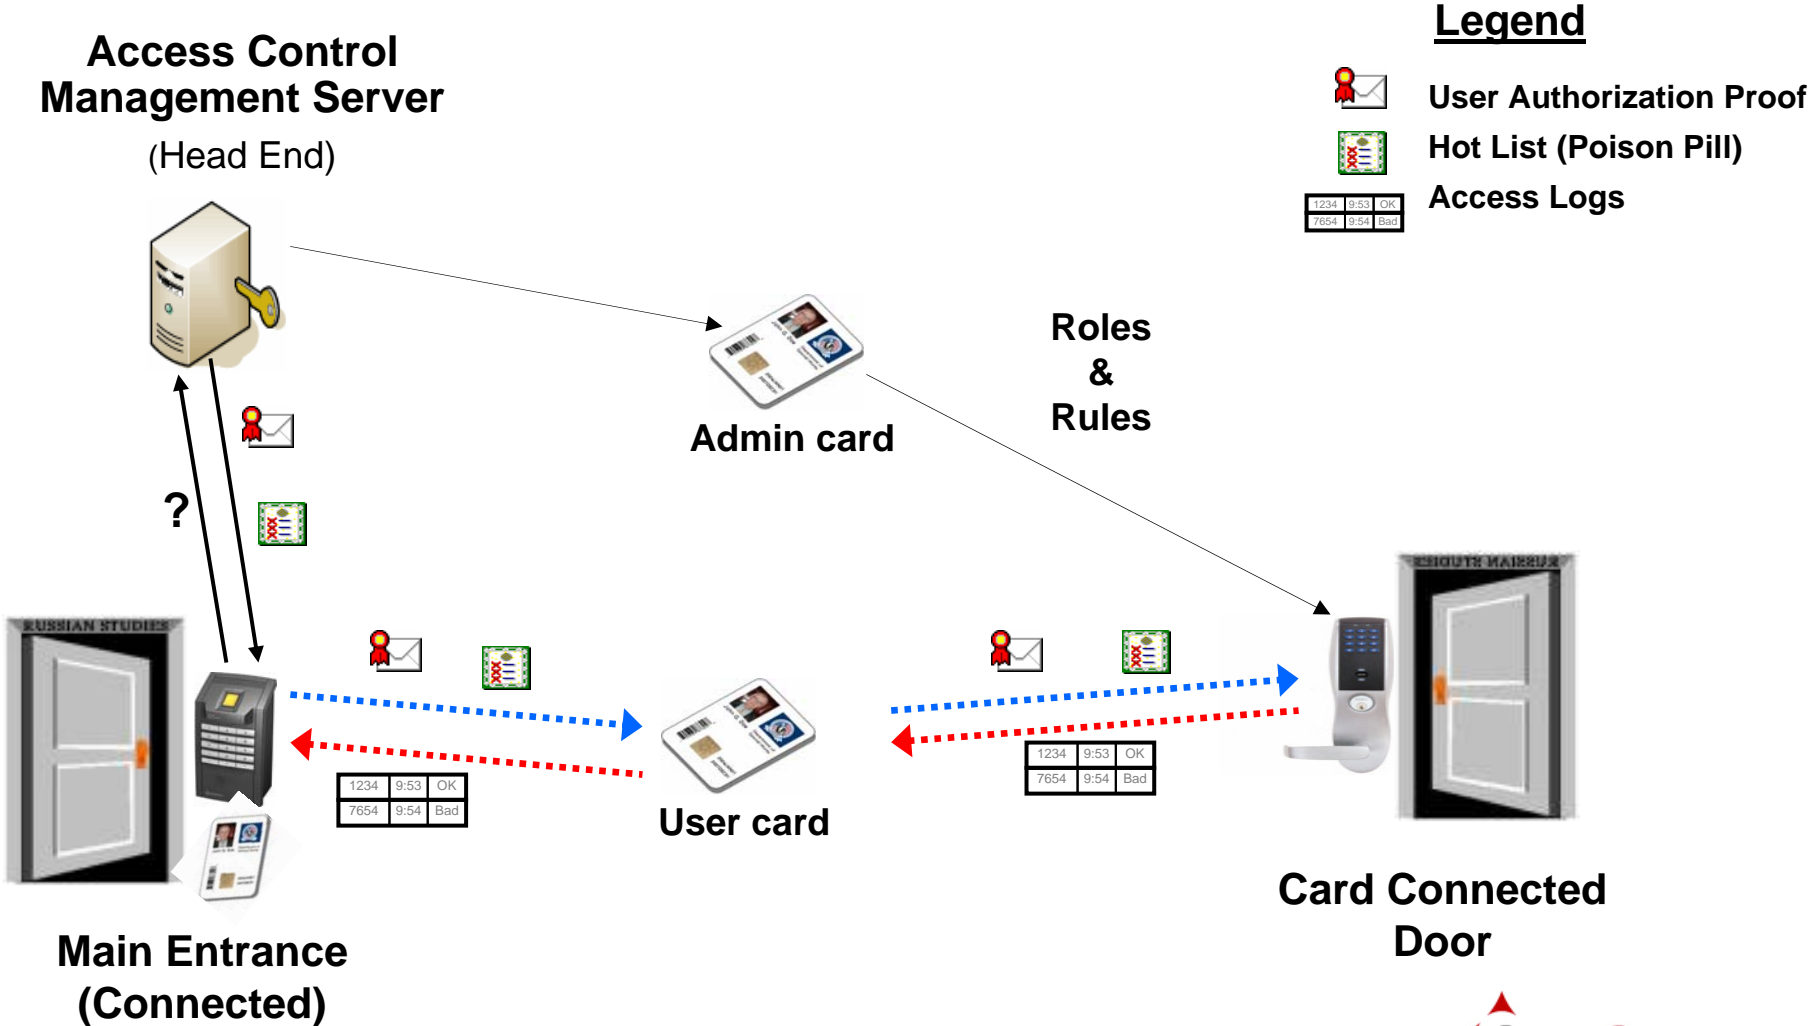 Legend
Access Control
Management Server
(Head End)
User Authorization Proof
Hot List (Poison Pill)
Access Logs
1234 9:53 OK
7654 9:54 Bad
Roles
&
Rules
Admin card
?
RUSSIAN STUDIES
RUSSIAN STUDIES
1234 9:53 OK
7654 9:54 Bad
1234 9:53 OK
7654 9:54 Bad
User card
Card Connected
Door
Main Entrance
(Connected)